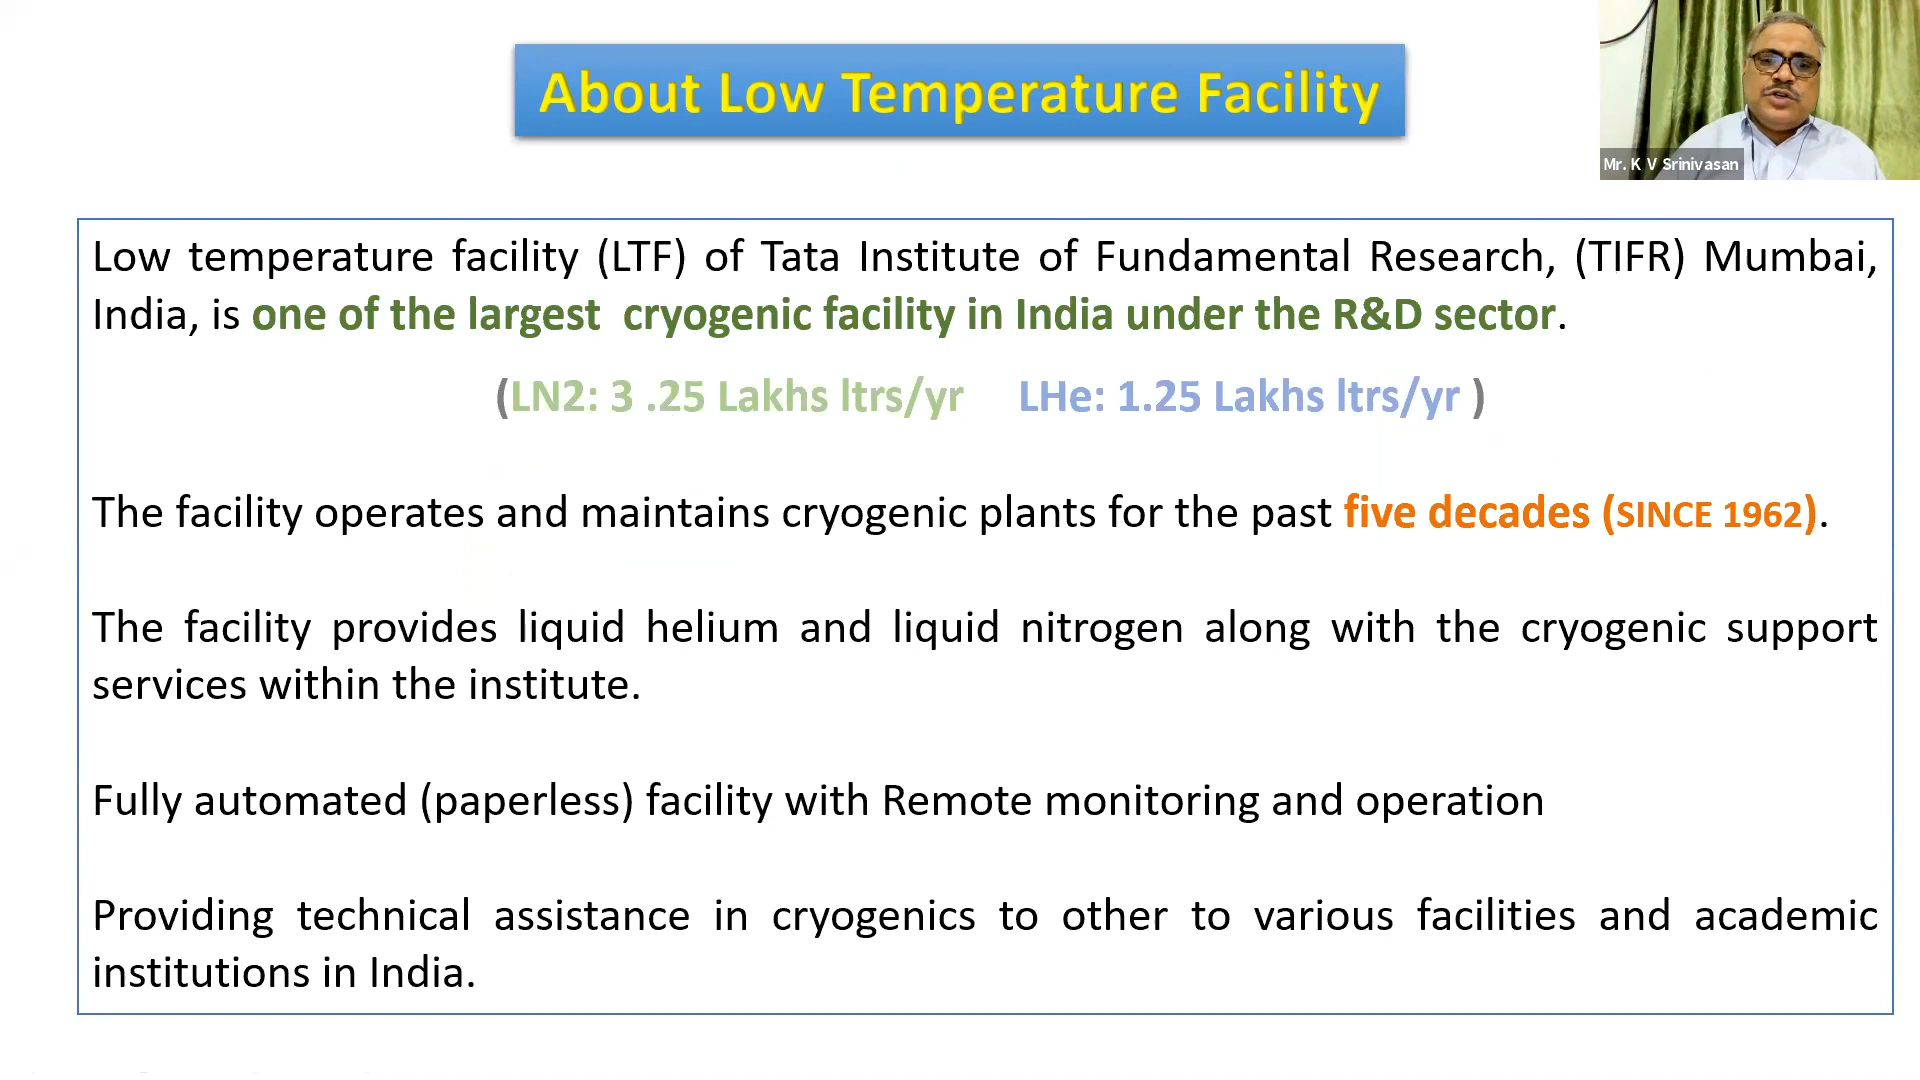 About Low Temperature Facility
Mr. K V Srinivasan
Low temperature facility (LTF) of Tata Institute of Fundamental Research, (TIFR) Mumbai,
India, is one of the largest cryogenic facility in India under the R&D sector.
(LN2: 3 .25 Lakhs ltrs/yr LHe: 1.25 Lakhs ltrs/yr )
The facility operates and maintains cryogenic plants for the past five decades (SINCE 1962).
The facility provides liquid helium and liquid nitrogen along with the cryogenic support
services within the institute.
Fully automated (paperless) facility with Remote monitoring and operation
Providing technical assistance in cryogenics to other to various facilities and academic
institutions in India.